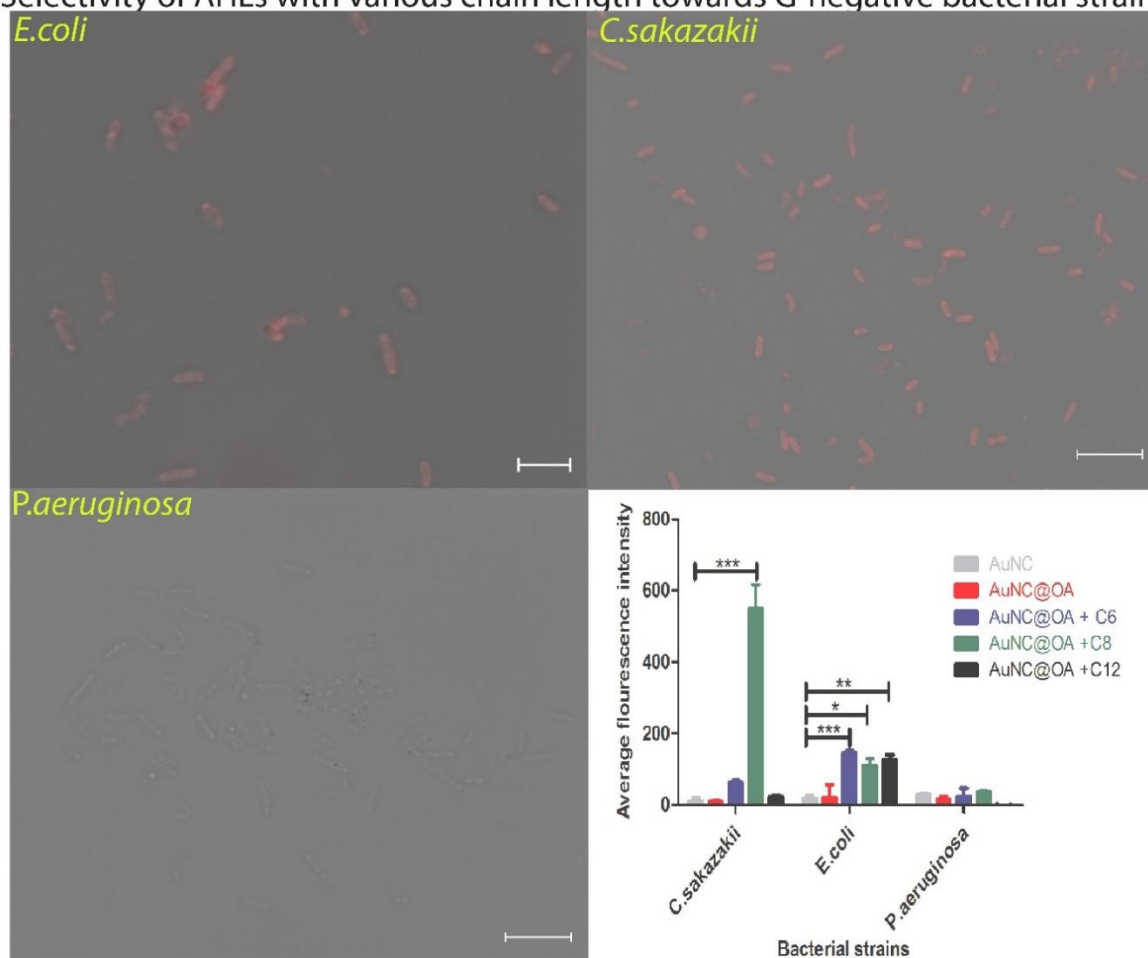 Selectivity of AHLs with various chain length towards G-negative bacterial strain
E.coli
C.sakazakii
P.aeruginosa
800
600
400
200
0
***
**
*
***
AuNC
AuNC@OA
AuNC@OA + C6
AuNC@OA +C8
AuNC@OA +C12
Average flourescence intensity
C.sakazakii
E.coli
P.aeruginosa
Bacterial strains